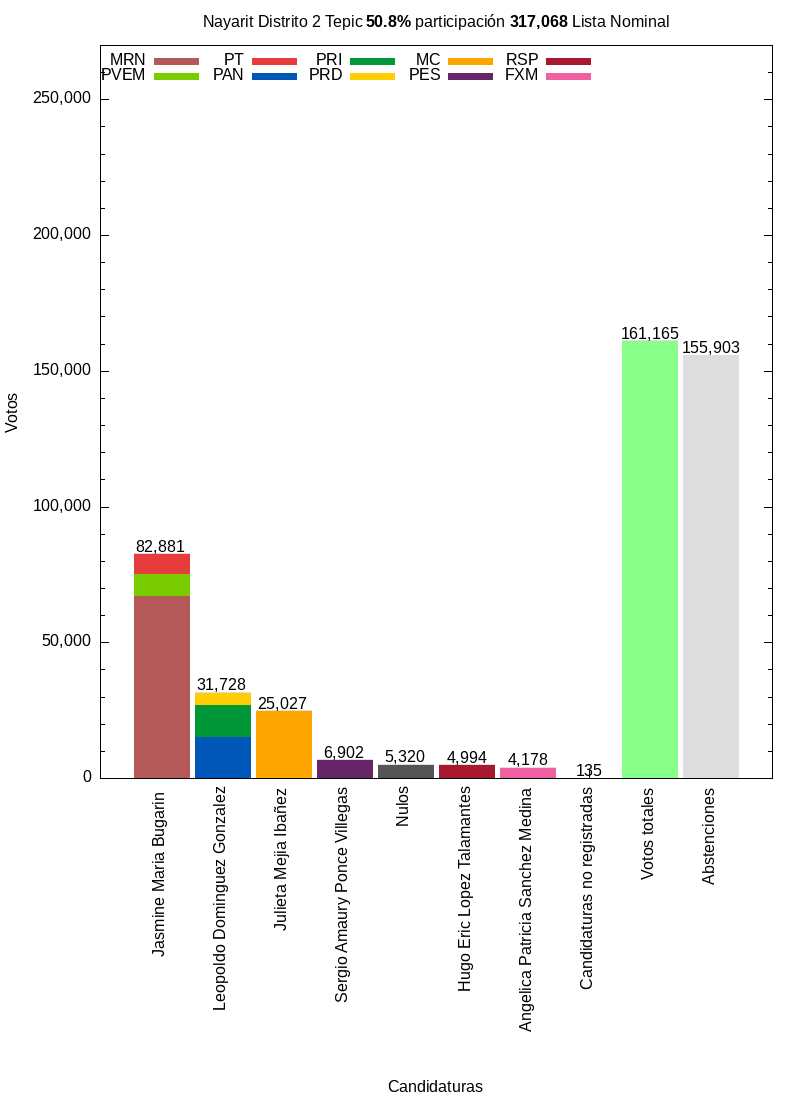 Nayarit Distrito 2 Tepic 50.8% participación 317,068 Lista Nominal
MRN PT PRI MC RSP
PVEM PAN PRD PES FXM
250,000
200,000
150,000
100,000
50,000
0
Votos
82,881
31,728
25,027
6,902
5,320
4,994
4,178
135
161,165
155,903
Jasmine Maria Bugarin
Leopoldo Dominguez Gonzalez
Julieta Mejia Ibañez
Sergio Amaury Ponce Villegas
Nulos
Hugo Eric Lopez Talamantes
Angelica Patricia Sanchez Medina
Candidaturas no registradas
Votos totales
Abstenciones
Candidaturas